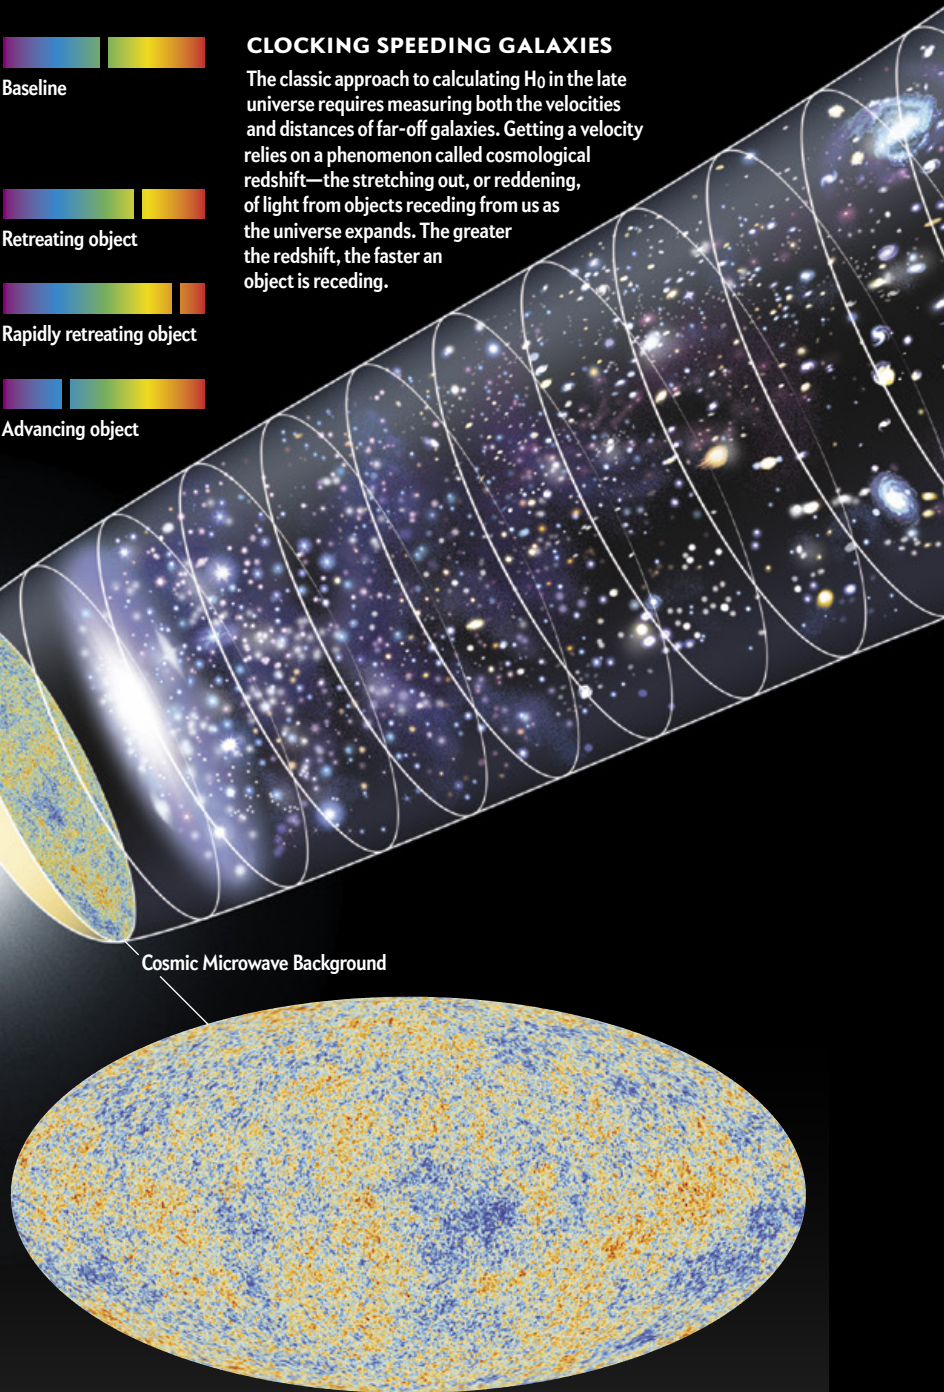 CLOCKING SPEEDING GALAXIES
The classic approach to calculating H0 in the late
universe requires measuring both the velocities
and distances of far-off galaxies. Getting a velocity
relies on a phenomenon called cosmological
redshift—the stretching out, or reddening,
of light from objects receding from us as
the universe expands. The greater
the redshift, the faster an
object is receding.
Baseline
Retreating object
Rapidly retreating object
Advancing object
Cosmic Microwave Background